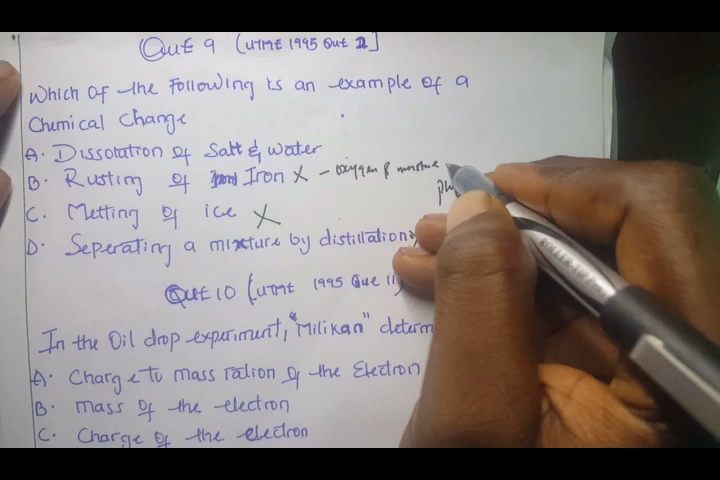 Que 9 (UTME 1995 Que 1]
Which Of the Following is an example of a
Chemical Change
A. Dissolation of Salt & Water
B. Rusting of Iron X - oxygen & moisture
C. Melting of ice X
D. Seperating a mixture by distillation
Que 10 (UTME 1995 Que 11)
In the Oil drop experiment, "Milikan" determ
A. Charge to mass ration Of the Electron
B. mass of the electron
C. Charge of the electron